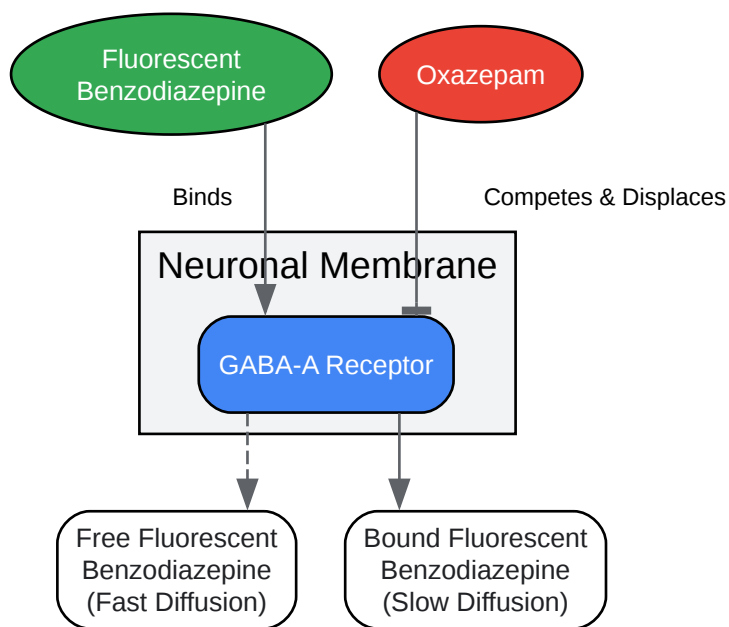 Fluorescent
Benzodiazepine
Oxazepam
Binds
Competes & Displaces
Neuronal Membrane
GABA-A Receptor
Free Fluorescent
Benzodiazepine
(Fast Diffusion)
Bound Fluorescent
Benzodiazepine
(Slow Diffusion)